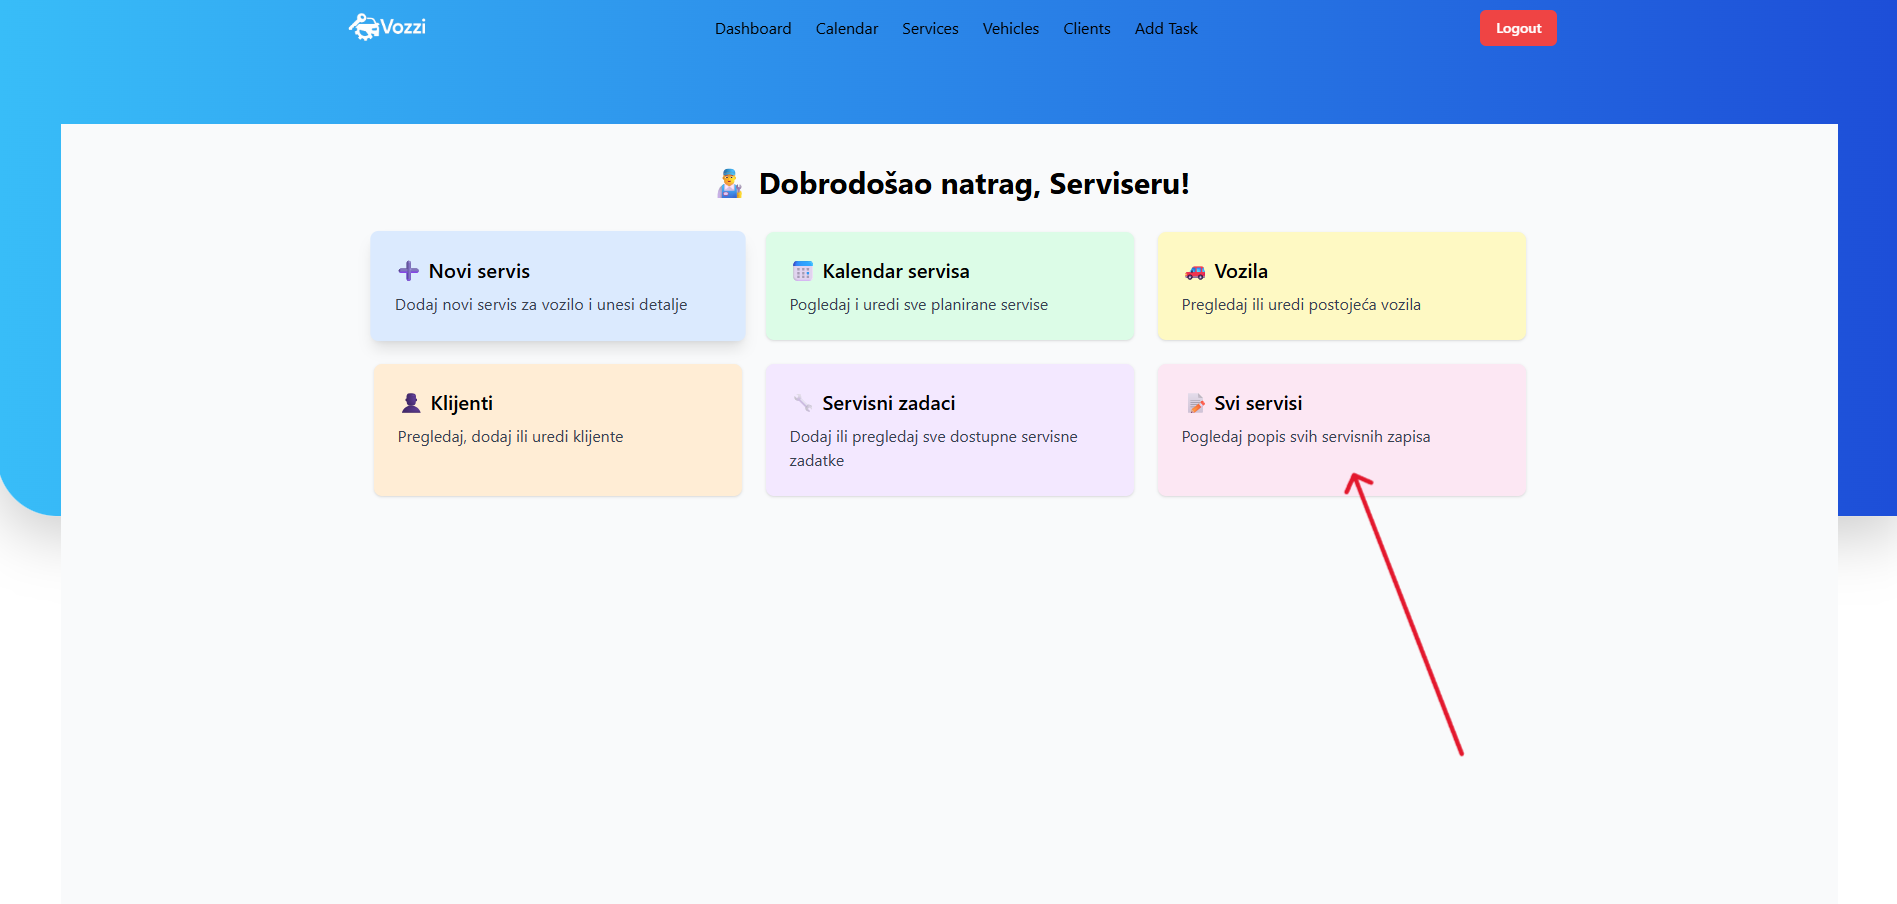 Vozzi
Dashboard Calendar Services Vehicles Clients Add Task
Logout
Dobrodošao natrag, Serviseru!
Novi servis
Dodaj novi servis za vozilo i unesi detalje
Kalendar servisa
Pogledaj i uredi sve planirane servise
Vozila
Pregledaj ili uredi postojeća vozila
Klijenti
Pregledaj, dodaj ili uredi klijente
Servisni zadaci
Dodaj ili pregledaj sve dostupne servisne
zadatke
Svi servisi
Pogledaj popis svih servisnih zapisa